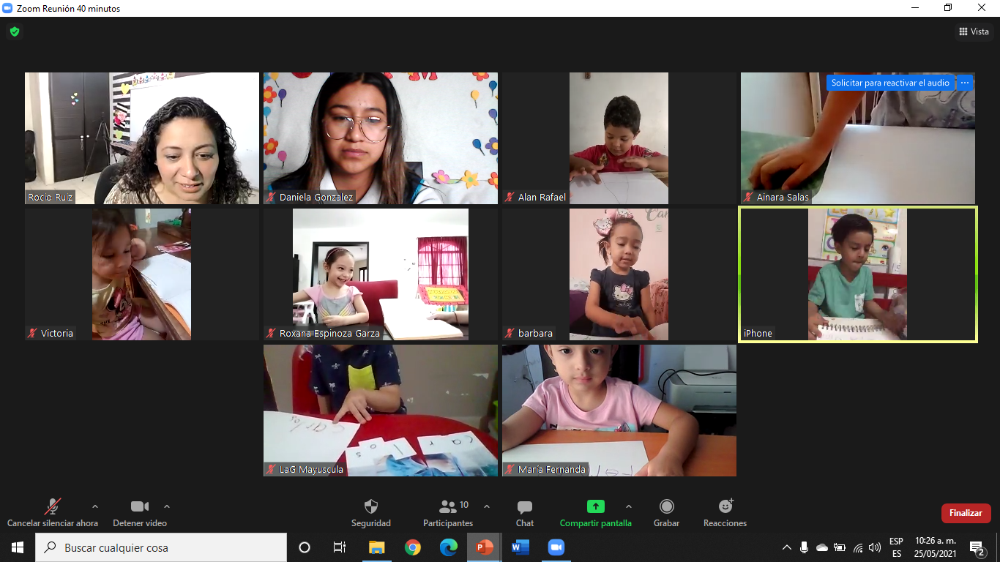 Zoom Reunión 40 minutos
Vista
Solicitar para reactivar el audio ...
Rocio Ruiz
Daniela Gonzalez
Alan Rafael
Ainara Salas
Victoria
Roxana Espinoza Garza
barbara
iPhone
Carlos
Car
l
o
s
LaG Mayuscula
María Fernanda
Cancelar silenciar ahora
Detener video
Seguridad
10
Participantes
Chat
Compartir pantalla
Grabar
Reacciones
Finalizar
Buscar cualquier cosa
ESP
ES
10:26 a. m.
25/05/2021
2